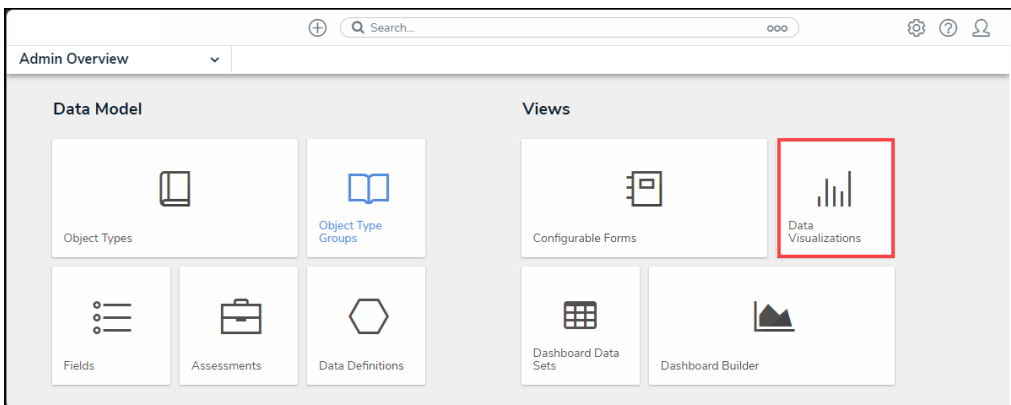 Search...
Admin Overview
Data Model
Views
Object Types
Object Type
Groups
Configurable Forms
Data
Visualizations
Fields
Assessments
Data Definitions
Dashboard Data
Sets
Dashboard Builder